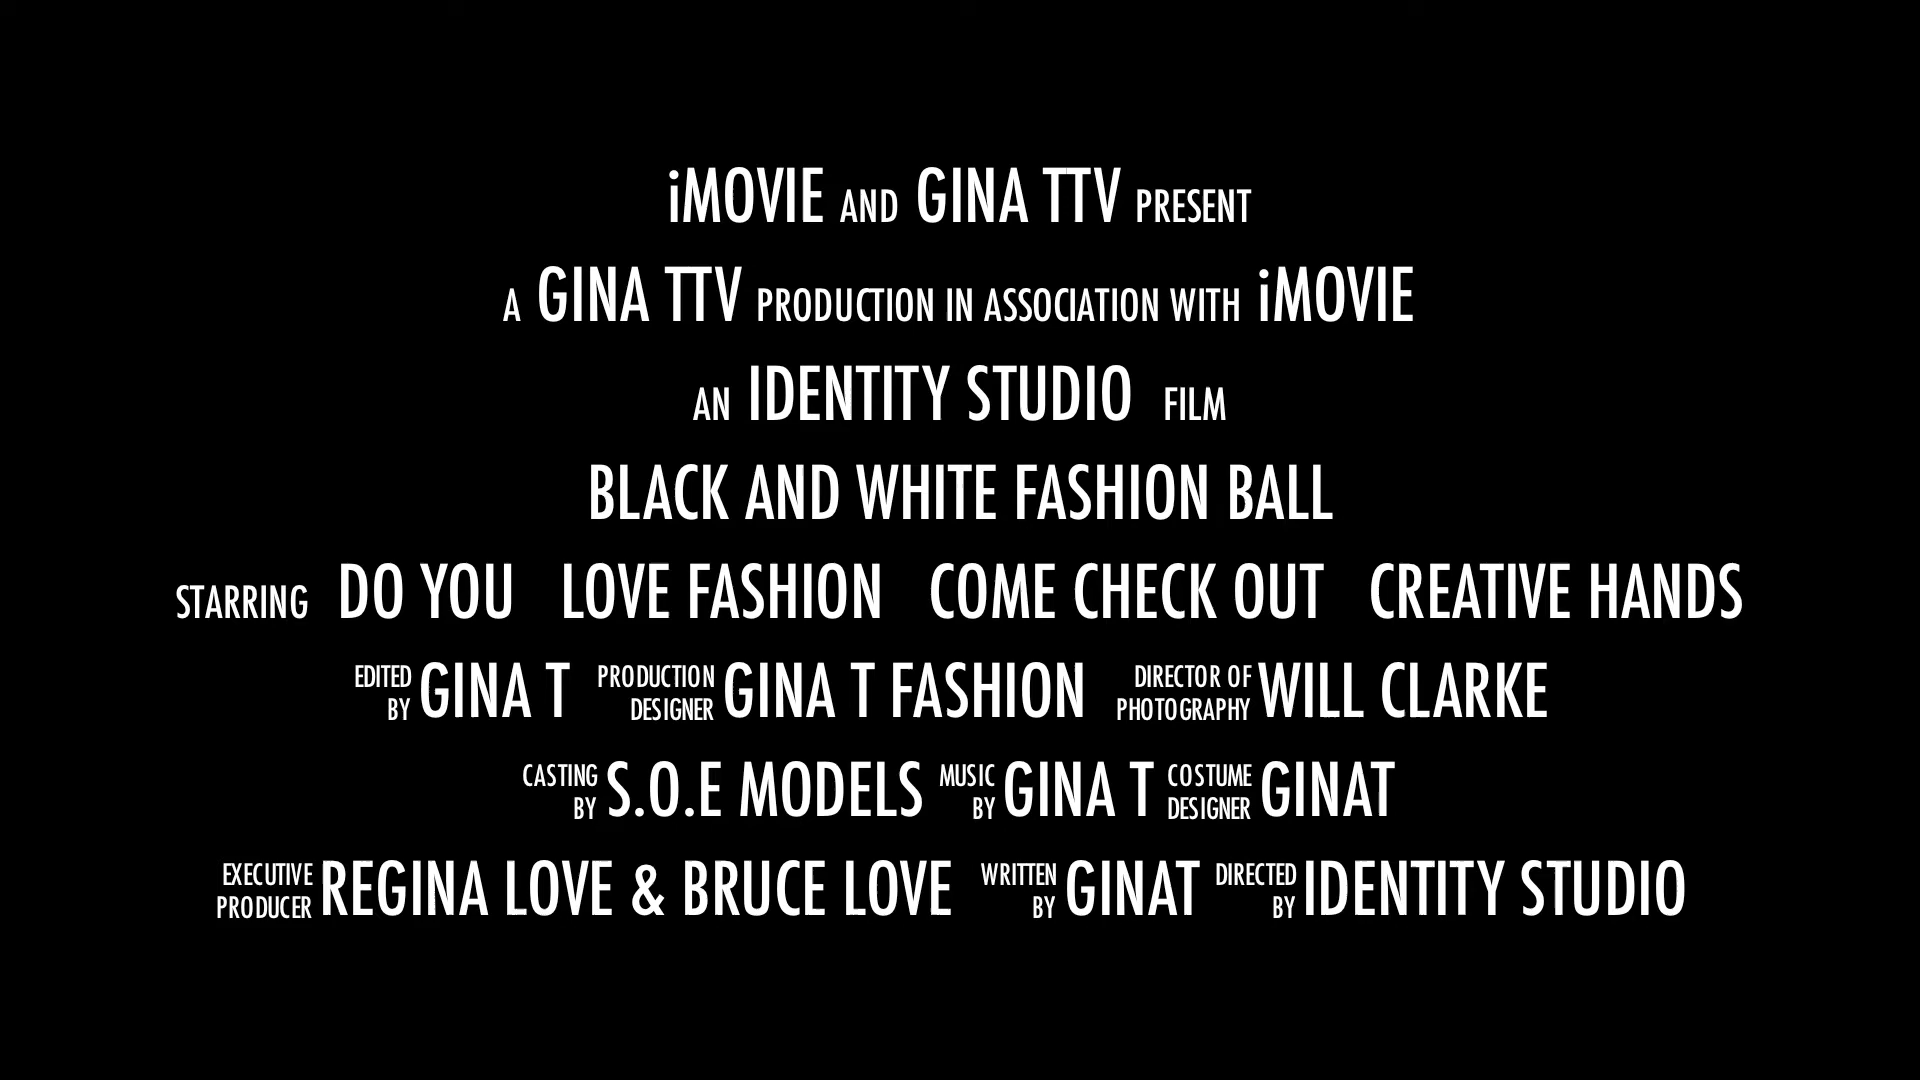 iMOVIE AND GINA TTV PRESENT
A GINA TTV PRODUCTION IN ASSOCIATION WITH iMOVIE
AN IDENTITY STUDIO FILM
BLACK AND WHITE FASHION BALL
STARRING DO YOU LOVE FASHION COME CHECK OUT CREATIVE HANDS
EDITED BY GINA T PRODUCTION DESIGNER GINA T FASHION DIRECTOR OF PHOTOGRAPHY WILL CLARKE
CASTING BY S.O.E MODELS MUSIC BY GINA T COSTUME DESIGNER GINAT
EXECUTIVE PRODUCER REGINA LOVE & BRUCE LOVE WRITTEN BY GINAT DIRECTED BY IDENTITY STUDIO